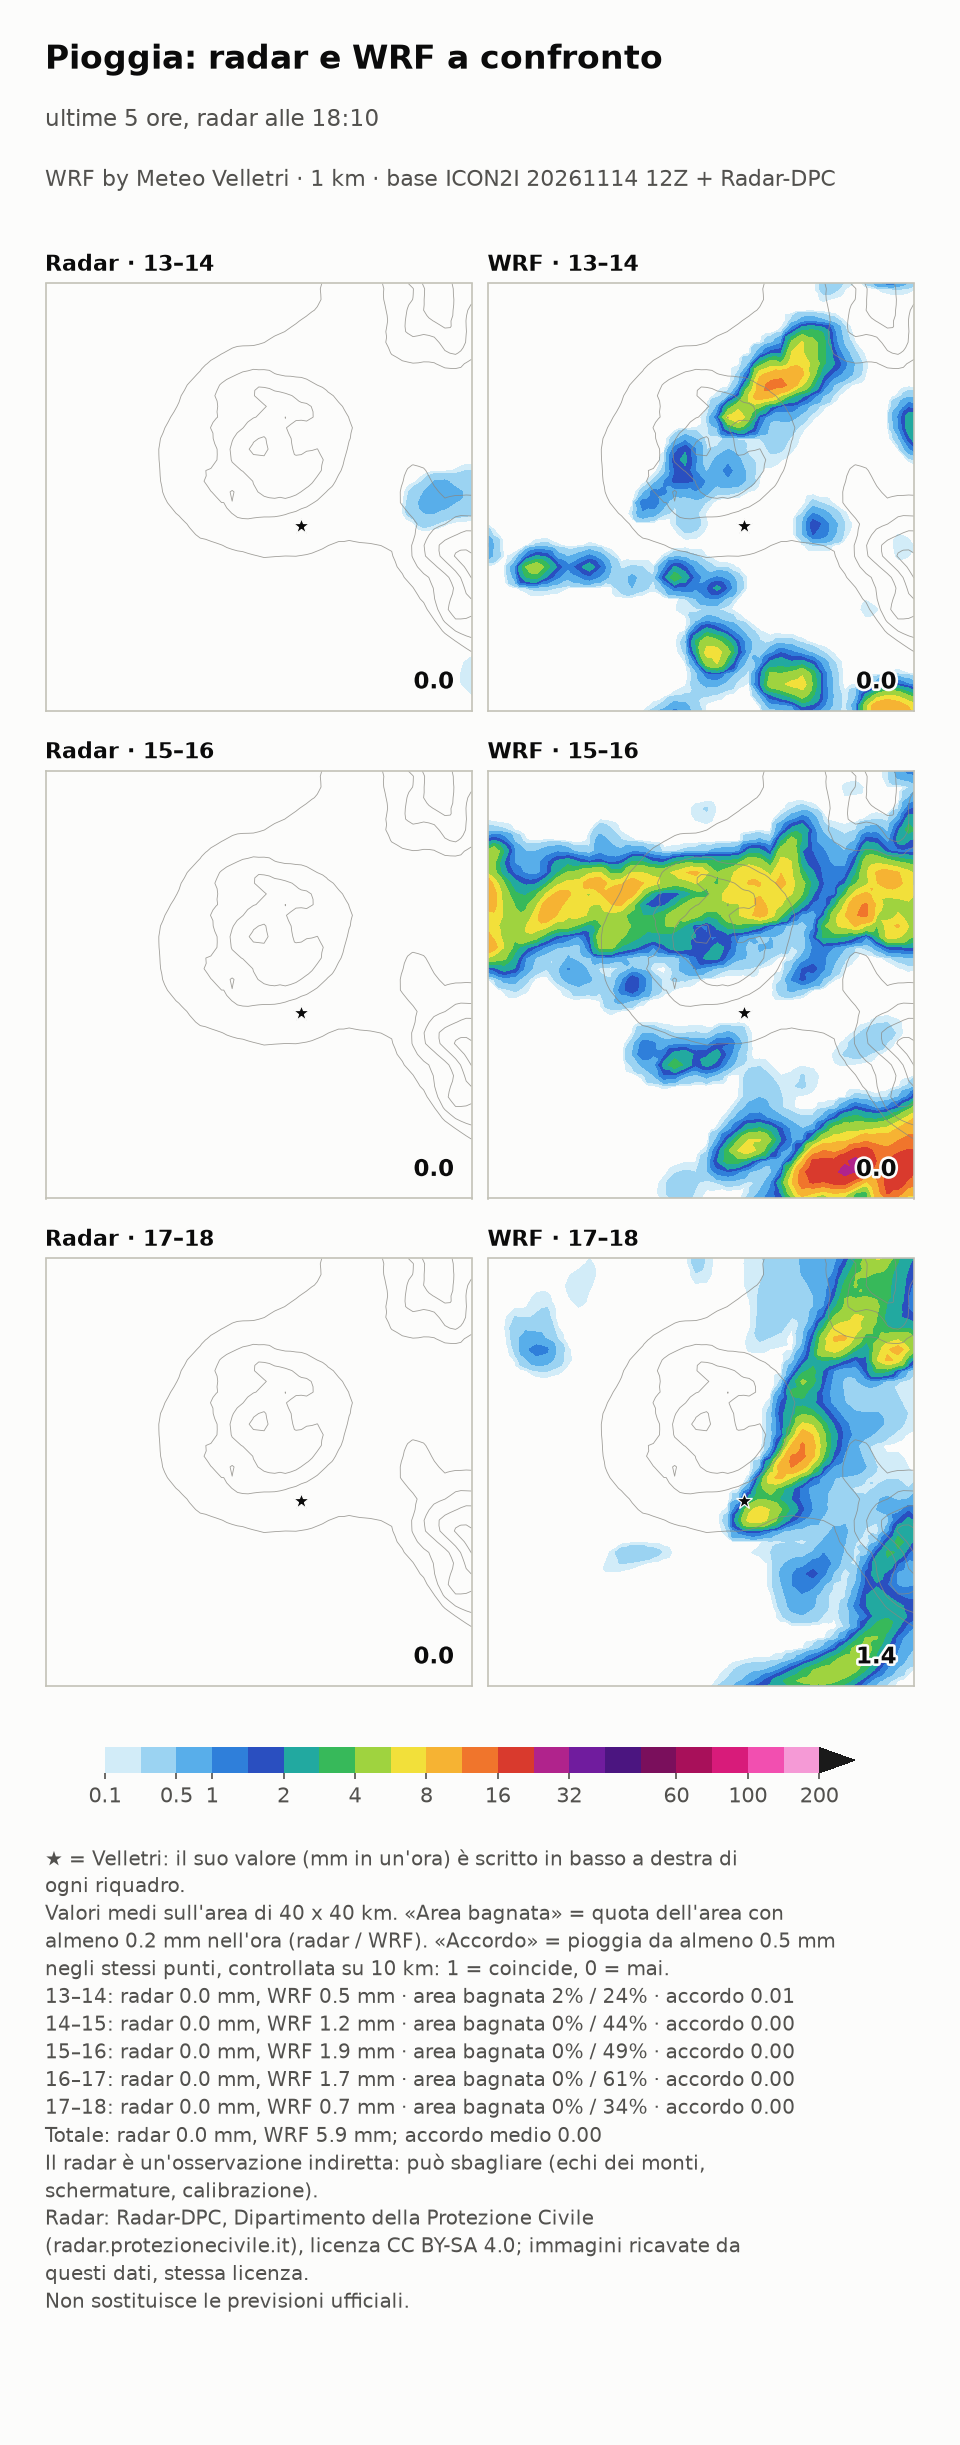 Pioggia: radar e WRF a confronto
ultime 5 ore, radar alle 18:10
WRF by Meteo Velletri · 1 km · base ICON2I 20261114 12Z + Radar-DPC
Radar · 13–14
WRF · 13–14
0.0
0.0
Radar · 15–16
WRF · 15–16
0.0
0.0
Radar · 17–18
WRF · 17–18
0.0
1.4
0.1 0.5 1 2 4 8 16 32 60 100 200
★ = Velletri: il suo valore (mm in un'ora) è scritto in basso a destra di
ogni riquadro.
Valori medi sull'area di 40 x 40 km. «Area bagnata» = quota dell'area con
almeno 0.2 mm nell'ora (radar / WRF). «Accordo» = pioggia da almeno 0.5 mm
negli stessi punti, controllata su 10 km: 1 = coincide, 0 = mai.
13–14: radar 0.0 mm, WRF 0.5 mm · area bagnata 2% / 24% · accordo 0.01
14–15: radar 0.0 mm, WRF 1.2 mm · area bagnata 0% / 44% · accordo 0.00
15–16: radar 0.0 mm, WRF 1.9 mm · area bagnata 0% / 49% · accordo 0.00
16–17: radar 0.0 mm, WRF 1.7 mm · area bagnata 0% / 61% · accordo 0.00
17–18: radar 0.0 mm, WRF 0.7 mm · area bagnata 0% / 34% · accordo 0.00
Totale: radar 0.0 mm, WRF 5.9 mm; accordo medio 0.00
Il radar è un'osservazione indiretta: può sbagliare (echi dei monti,
schermature, calibrazione).
Radar: Radar-DPC, Dipartimento della Protezione Civile
(radar.protezionecivile.it), licenza CC BY-SA 4.0; immagini ricavate da
questi dati, stessa licenza.
Non sostituisce le previsioni ufficiali.